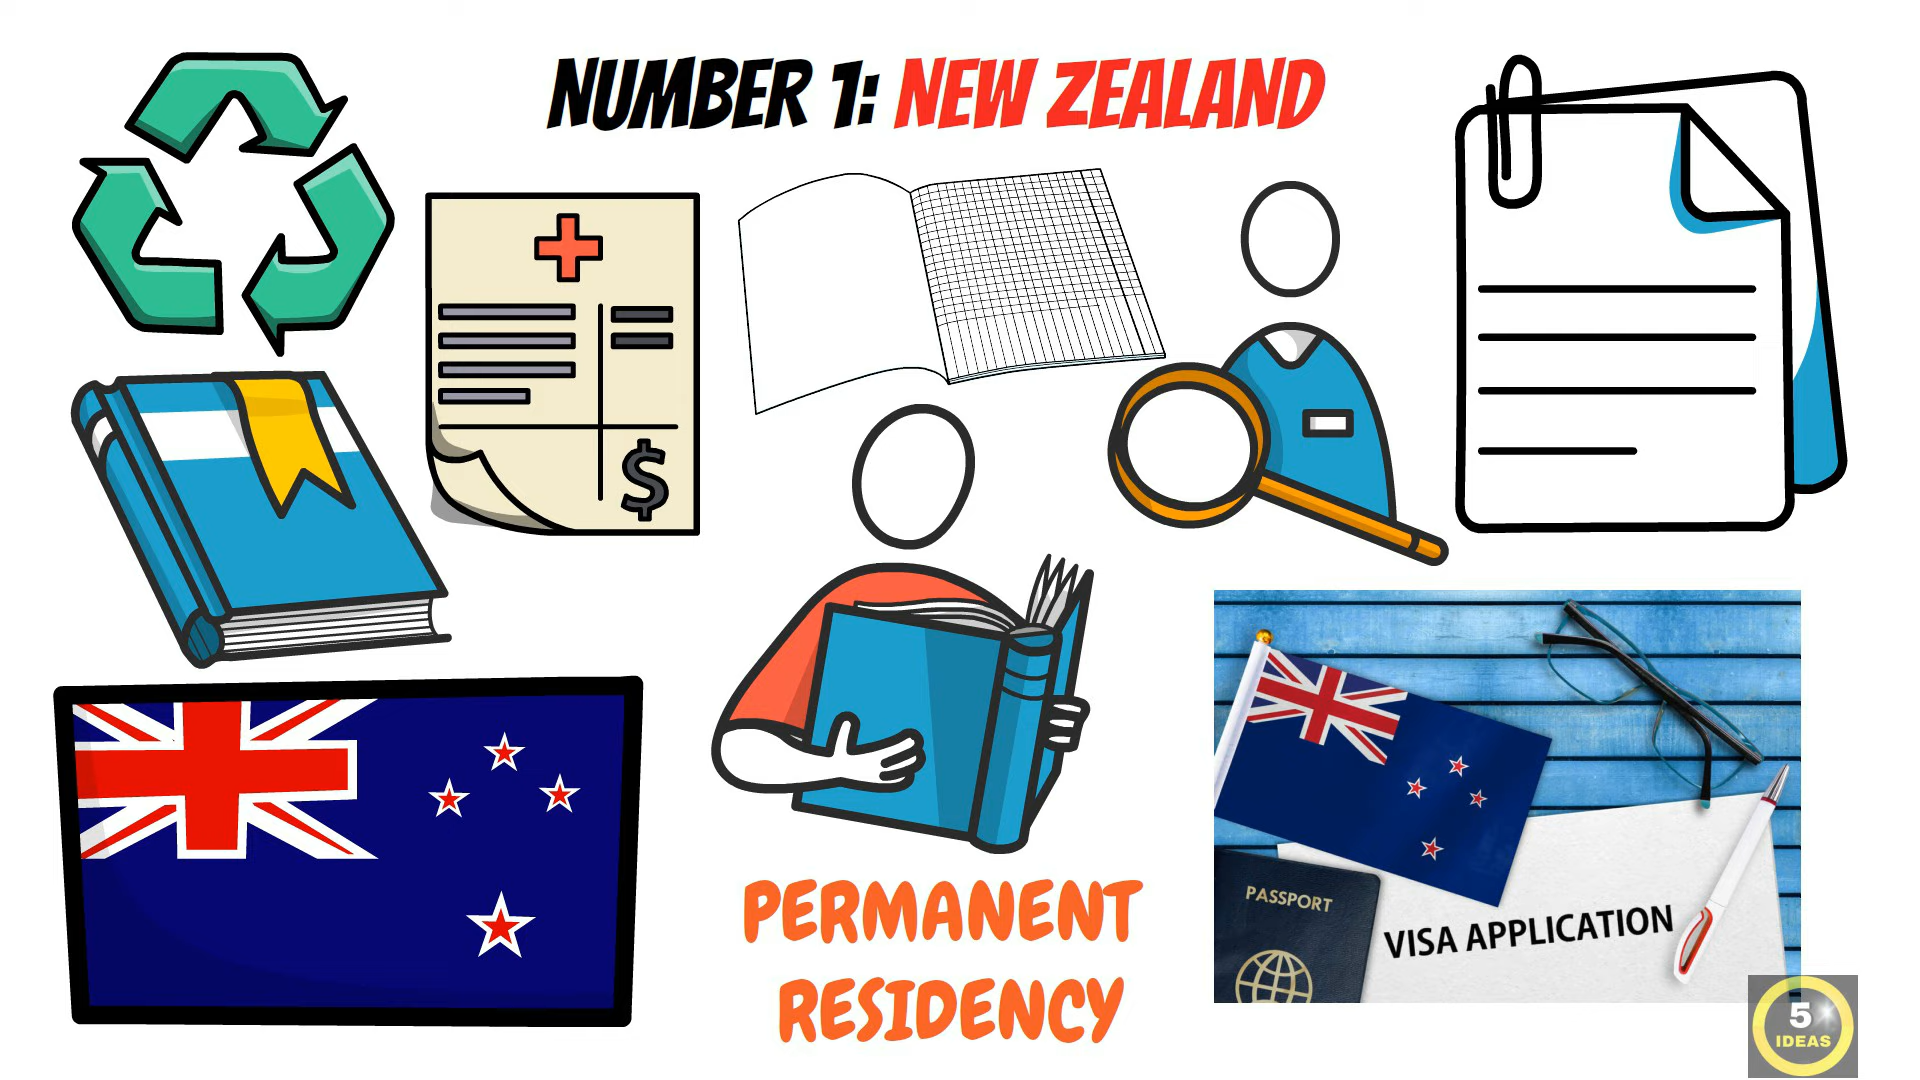 NUMBER 1: NEW ZEALAND
$
PERMANENT
RESIDENCY
PASSPORT
VISA APPLICATION
5
IDEAS